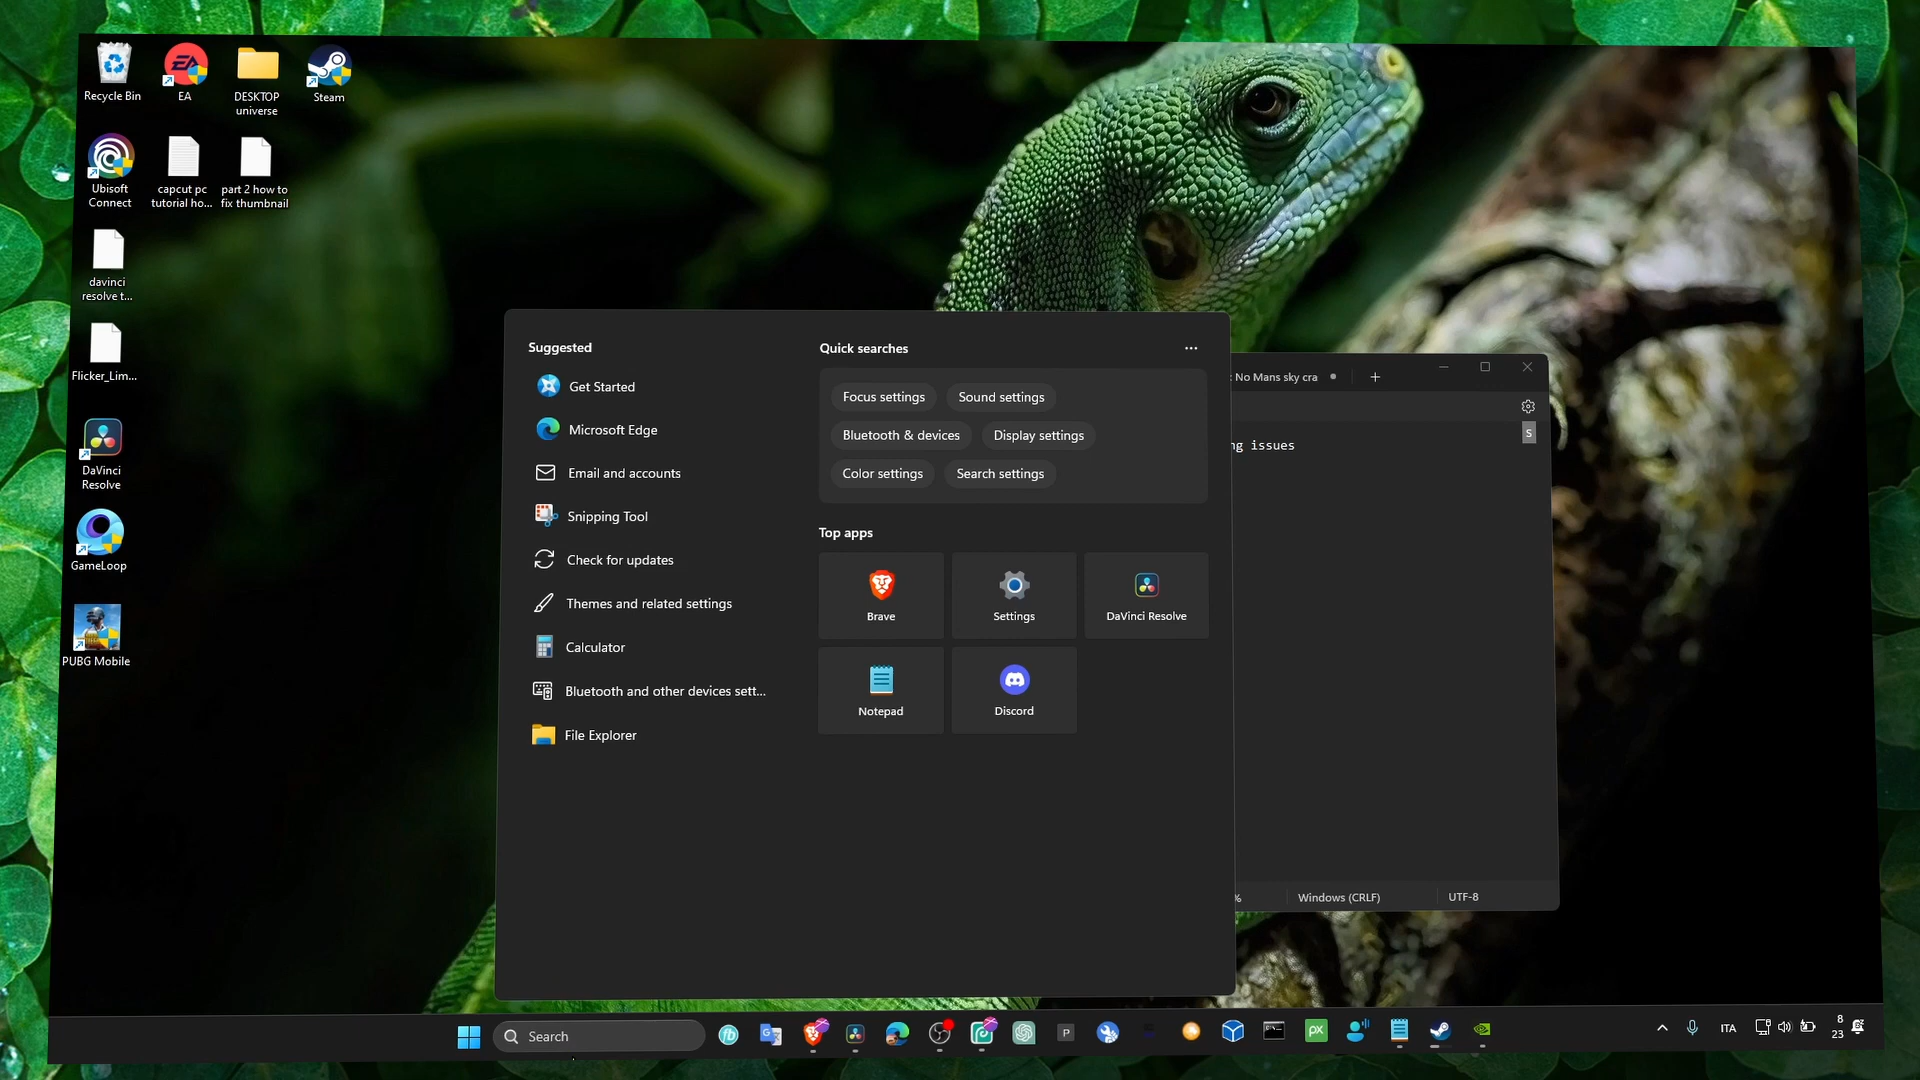 Recycle Bin
EA
DESKTOP
universe
Steam
Ubisoft
Connect
capcut pc
tutorial ho...
part 2 how to
fix thumbnail
davinci
resolve t...
Flicker_Lim...
DaVinci
Resolve
GameLoop
PUBG Mobile
Suggested
Get Started
Microsoft Edge
Email and accounts
Snipping Tool
Check for updates
Themes and related settings
Calculator
Bluetooth and other devices sett...
File Explorer
Quick searches
Focus settings
Sound settings
Bluetooth & devices
Display settings
Color settings
Search settings
Top apps
Brave
Settings
DaVinci Resolve
Notepad
Discord
: No Mans sky cra
S
ng issues
%
Windows (CRLF)
UTF-8
Search
P
px
ITA
8
23